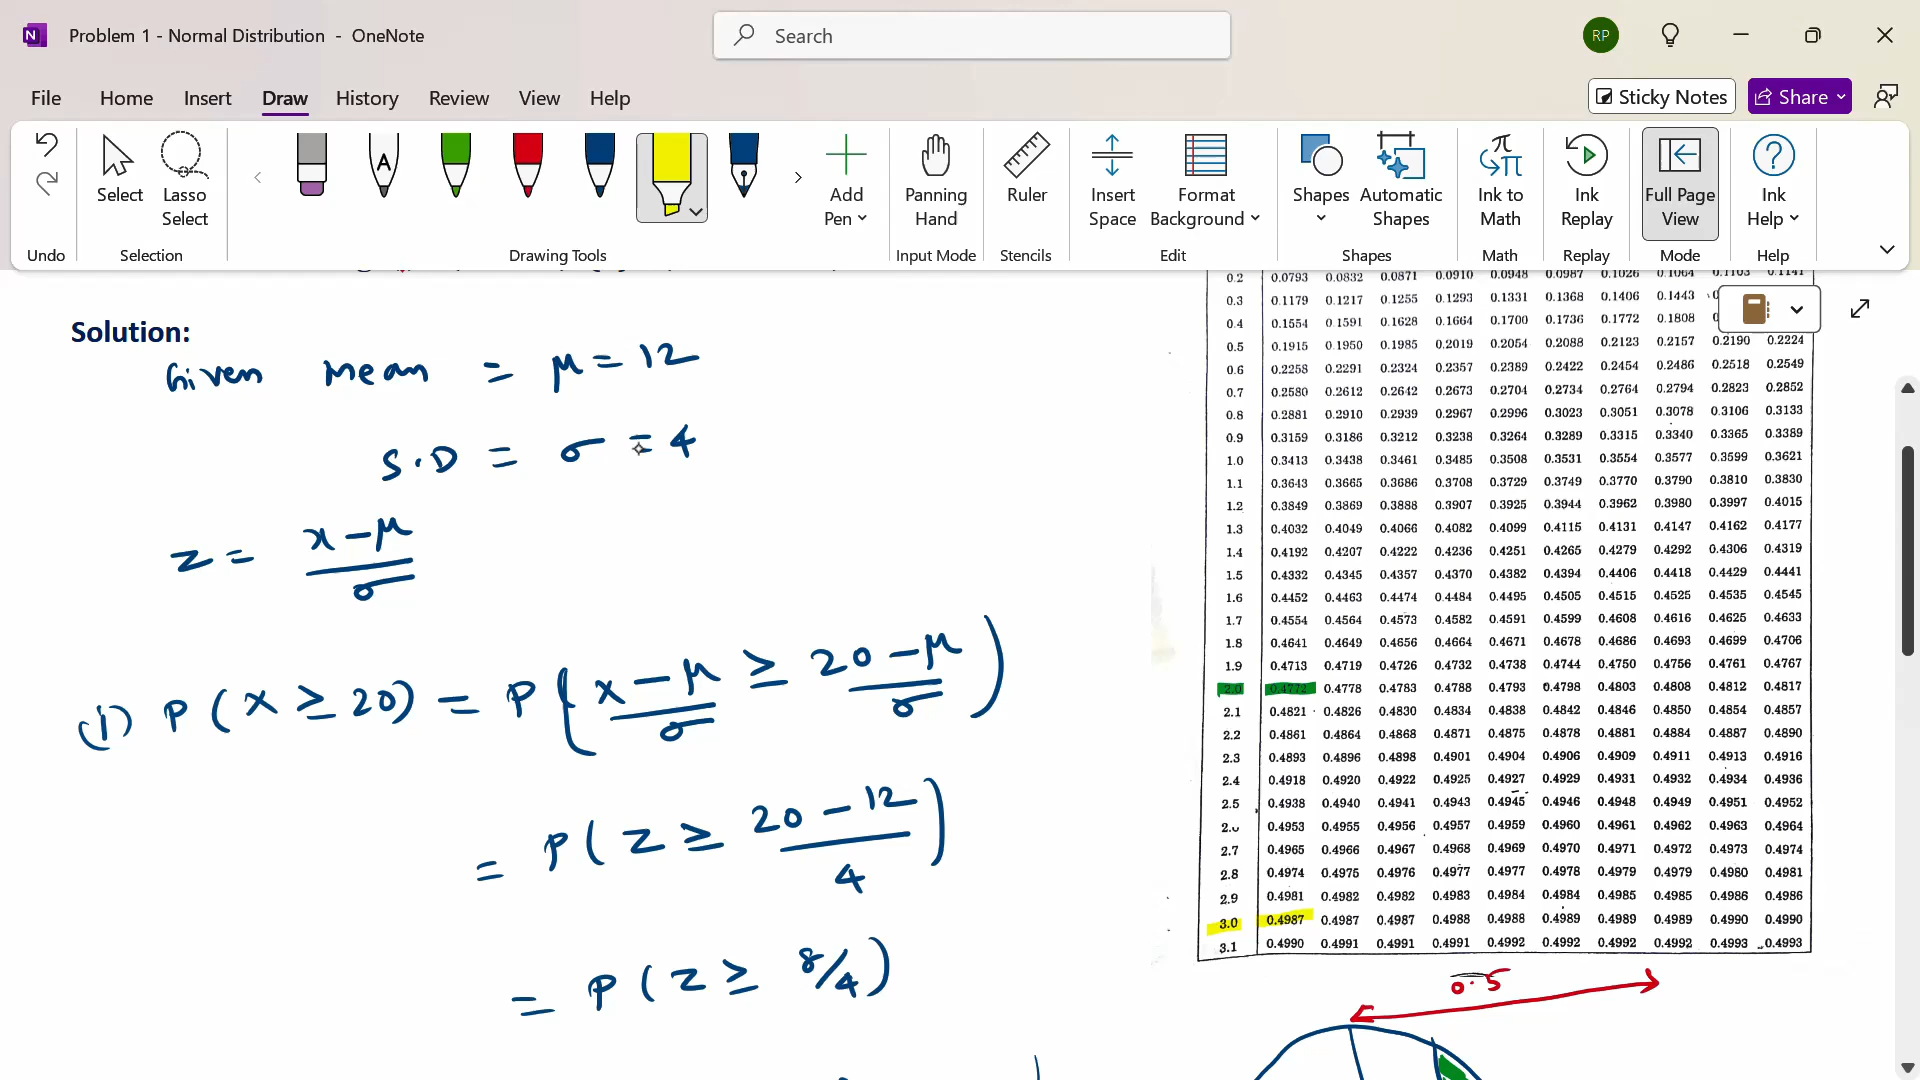 Problem 1 - Normal Distribution - OneNote
Search
RP
File Home Insert Draw History Review View Help
Sticky Notes Share
Select Lasso Select Add Pen Panning Hand Ruler Insert Space Format Background Shapes Automatic Shapes Ink to Math Ink Replay Full Page View Ink Help
Undo Selection Drawing Tools Input Mode Stencils Edit Shapes Math Replay Mode Help
Solution:
Given mean = μ = 12
S.D = σ = 4
z = x-μ / σ
(i) P(x ≥ 20) = P(x-μ / σ ≥ 20-μ / σ)
= P(z ≥ 20-12 / 4)
= P(z ≥ 8/4)
0.2 0.0793 0.0832 0.0871 0.0910 0.0948 0.0987 0.1026 0.1064 0.1103 0.1141
0.3 0.1179 0.1217 0.1255 0.1293 0.1331 0.1368 0.1406 0.1443
0.4 0.1554 0.1591 0.1628 0.1664 0.1700 0.1736 0.1772 0.1808
0.5 0.1915 0.1950 0.1985 0.2019 0.2054 0.2088 0.2123 0.2157 0.2190 0.2224
0.6 0.2258 0.2291 0.2324 0.2357 0.2389 0.2422 0.2454 0.2486 0.2518 0.2549
0.7 0.2580 0.2612 0.2642 0.2673 0.2704 0.2734 0.2764 0.2794 0.2823 0.2852
0.8 0.2881 0.2910 0.2939 0.2967 0.2996 0.3023 0.3051 0.3078 0.3106 0.3133
0.9 0.3159 0.3186 0.3212 0.3238 0.3264 0.3289 0.3315 0.3340 0.3365 0.3389
1.0 0.3413 0.3438 0.3461 0.3485 0.3508 0.3531 0.3554 0.3577 0.3599 0.3621
1.1 0.3643 0.3665 0.3686 0.3708 0.3729 0.3749 0.3770 0.3790 0.3810 0.3830
1.2 0.3849 0.3869 0.3888 0.3907 0.3925 0.3944 0.3962 0.3980 0.3997 0.4015
1.3 0.4032 0.4049 0.4066 0.4082 0.4099 0.4115 0.4131 0.4147 0.4162 0.4177
1.4 0.4192 0.4207 0.4222 0.4236 0.4251 0.4265 0.4279 0.4292 0.4306 0.4319
1.5 0.4332 0.4345 0.4357 0.4370 0.4382 0.4394 0.4406 0.4418 0.4429 0.4441
1.6 0.4452 0.4463 0.4474 0.4484 0.4495 0.4505 0.4515 0.4525 0.4535 0.4545
1.7 0.4554 0.4564 0.4573 0.4582 0.4591 0.4599 0.4608 0.4616 0.4625 0.4633
1.8 0.4641 0.4649 0.4656 0.4664 0.4671 0.4678 0.4686 0.4693 0.4699 0.4706
1.9 0.4713 0.4719 0.4726 0.4732 0.4738 0.4744 0.4750 0.4756 0.4761 0.4767
2.0 0.4772 0.4778 0.4783 0.4788 0.4793 0.4798 0.4803 0.4808 0.4812 0.4817
2.1 0.4821 0.4826 0.4830 0.4834 0.4838 0.4842 0.4846 0.4850 0.4854 0.4857
2.2 0.4861 0.4864 0.4868 0.4871 0.4875 0.4878 0.4881 0.4884 0.4887 0.4890
2.3 0.4893 0.4896 0.4898 0.4901 0.4904 0.4906 0.4909 0.4911 0.4913 0.4916
2.4 0.4918 0.4920 0.4922 0.4925 0.4927 0.4929 0.4931 0.4932 0.4934 0.4936
2.5 0.4938 0.4940 0.4941 0.4943 0.4945 0.4946 0.4948 0.4949 0.4951 0.4952
0.4953 0.4955 0.4956 0.4957 0.4959 0.4960 0.4961 0.4962 0.4963 0.4964
2.7 0.4965 0.4966 0.4967 0.4968 0.4969 0.4970 0.4971 0.4972 0.4973 0.4974
2.8 0.4974 0.4975 0.4976 0.4977 0.4977 0.4978 0.4979 0.4979 0.4980 0.4981
2.9 0.4981 0.4982 0.4982 0.4983 0.4984 0.4984 0.4985 0.4985 0.4986 0.4986
3.0 0.4987 0.4987 0.4987 0.4988 0.4988 0.4989 0.4989 0.4989 0.4990 0.4990
3.1 0.4990 0.4991 0.4991 0.4991 0.4992 0.4992 0.4992 0.4992 0.4993 0.4993
0.5